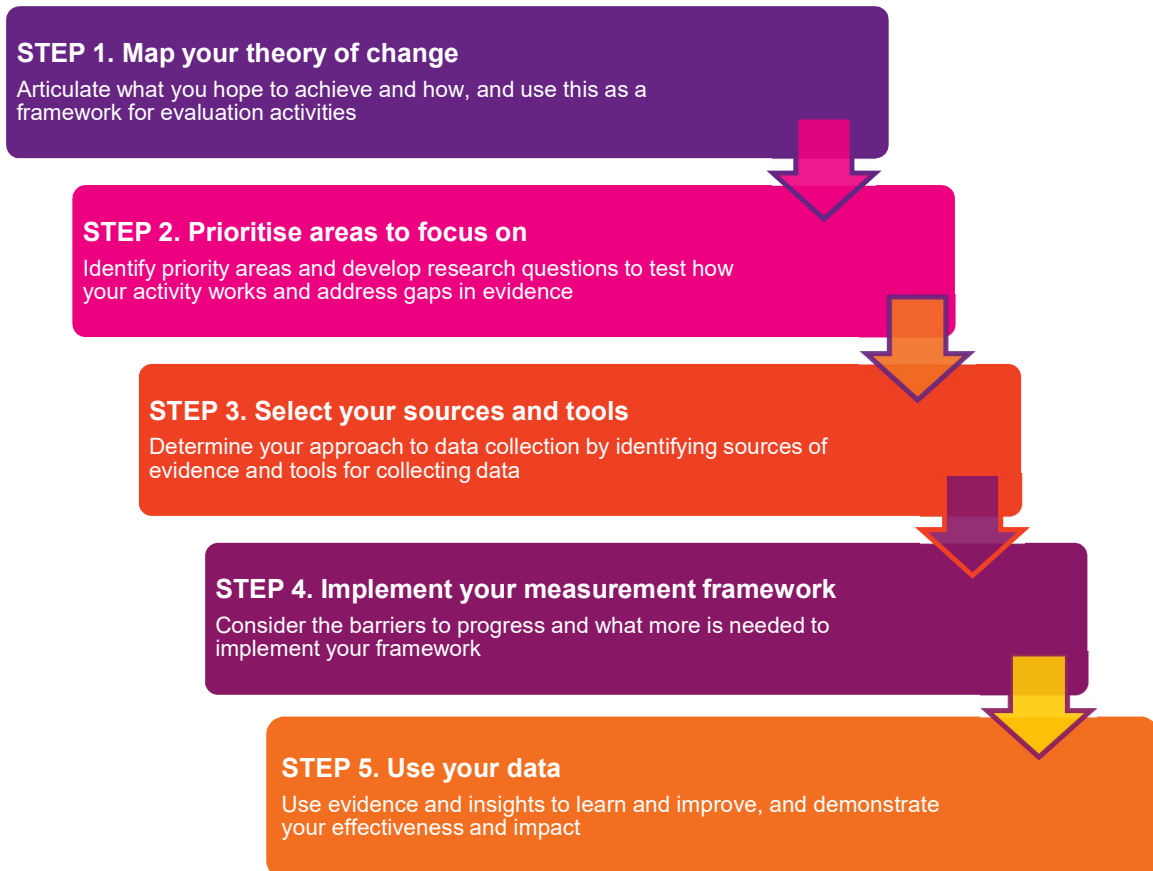 STEP 1. Map your theory of change
Articulate what you hope to achieve and how, and use this as a
framework for evaluation activities
STEP 2. Prioritise areas to focus on
Identify priority areas and develop research questions to test how
your activity works and address gaps in evidence
STEP 3. Select your sources and tools
Determine your approach to data collection by identifying sources of
evidence and tools for collecting data
STEP 4. Implement your measurement framework
Consider the barriers to progress and what more is needed to
implement your framework
STEP 5. Use your data
Use evidence and insights to learn and improve, and demonstrate
your effectiveness and impact